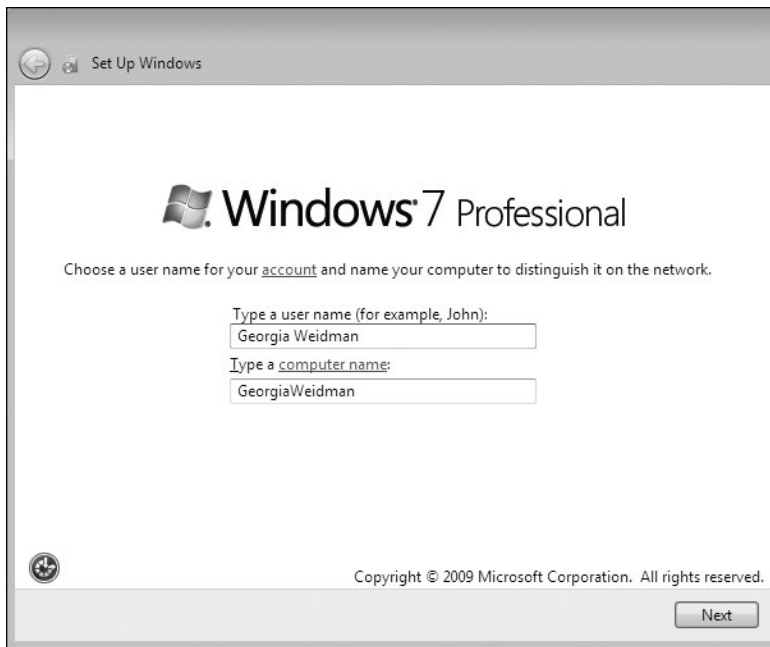 Set Up Windows
Windows® 7 Professional
Choose a user name for your account and name your computer to distinguish it on the network.
Type a user name (for example, John):
Georgia Weidman
Type a computer name:
GeorgiaWeidman
Copyright © 2009 Microsoft Corporation. All rights reserved.
Next